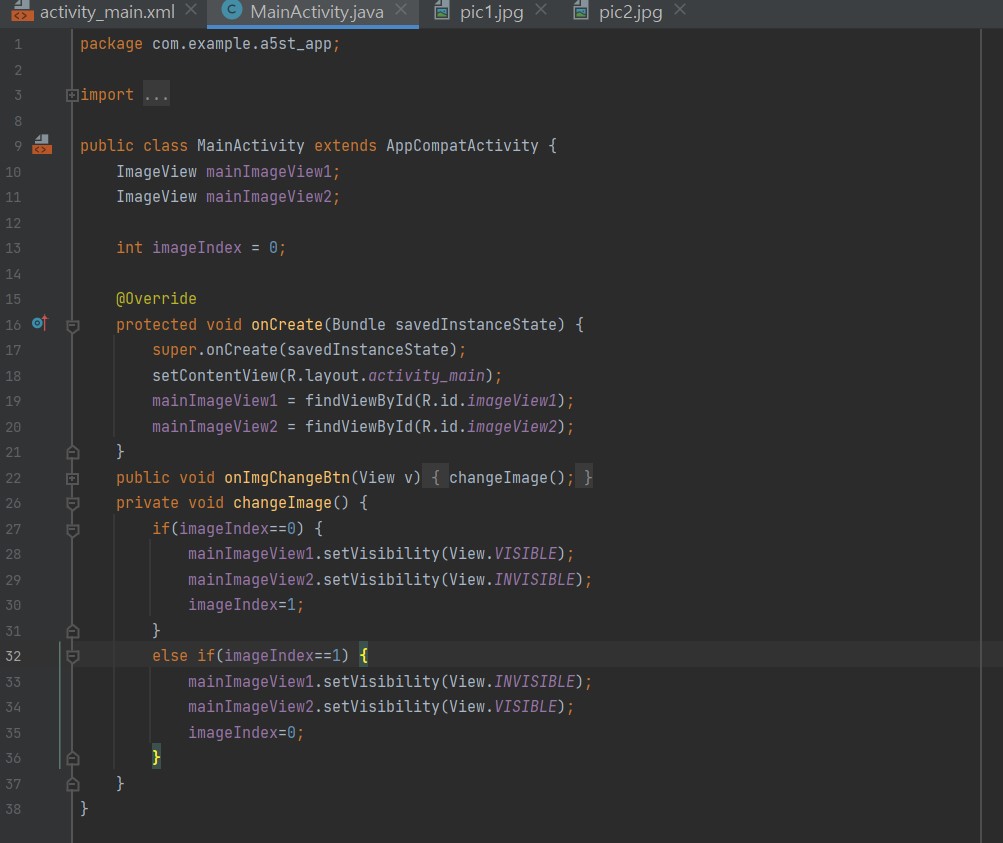 activity_main.xml MainActivity.java pic1.jpg pic2.jpg
1 package com.example.a5st_app;
2
3 import ...
8
9 public class MainActivity extends AppCompatActivity {
10 ImageView mainImageView1;
11 ImageView mainImageView2;
12
13 int imageIndex = 0;
14
15 @Override
16 protected void onCreate(Bundle savedInstanceState) {
17 super.onCreate(savedInstanceState);
18 setContentView(R.layout.activity_main);
19 mainImageView1 = findViewById(R.id.imageView1);
20 mainImageView2 = findViewById(R.id.imageView2);
21 }
22 public void onImgChangeBtn(View v) { changeImage(); }
26 private void changeImage() {
27 if(imageIndex==0) {
28 mainImageView1.setVisibility(View.VISIBLE);
29 mainImageView2.setVisibility(View.INVISIBLE);
30 imageIndex=1;
31 }
32 else if(imageIndex==1) {
33 mainImageView1.setVisibility(View.INVISIBLE);
34 mainImageView2.setVisibility(View.VISIBLE);
35 imageIndex=0;
36 }
37 }
38 }